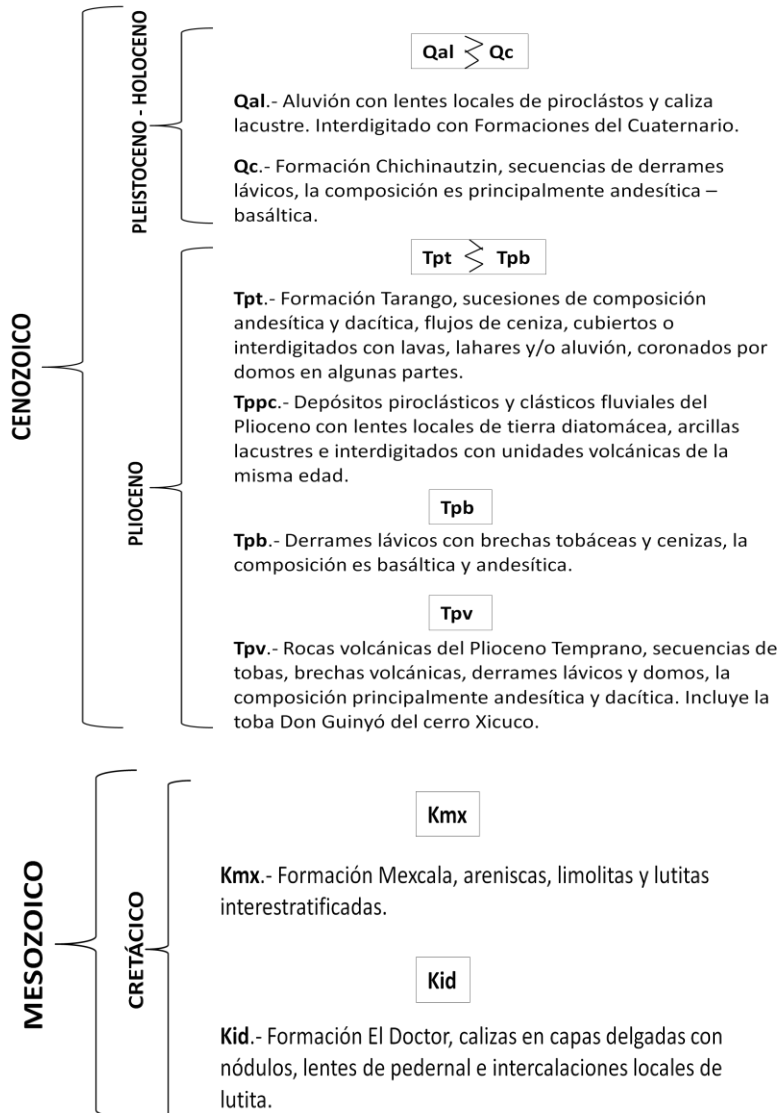 CENOZOICO
PLEISTOCENO - HOLOCENO
Qal Qc
Qal.- Aluvión con lentes locales de piroclástos y caliza
lacustre. Interdigitado con Formaciones del Cuaternario.
Qc.- Formación Chichinautzin, secuencias de derrames
lávicos, la composición es principalmente andesítica –
basáltica.
PLIOCENO
Tpt Tpb
Tpt.- Formación Tarango, sucesiones de composición
andesítica y dacítica, flujos de ceniza, cubiertos o
interdigitados con lavas, lahares y/o aluvión, coronados por
domos en algunas partes.
Tppc.- Depósitos piroclásticos y clásticos fluviales del
Plioceno con lentes locales de tierra diatomácea, arcillas
lacustres e interdigitados con unidades volcánicas de la
misma edad.
Tpb
Tpb.- Derrames lávicos con brechas tobáceas y cenizas, la
composición es basáltica y andesítica.
Tpv
Tpv.- Rocas volcánicas del Plioceno Temprano, secuencias de
tobas, brechas volcánicas, derrames lávicos y domos, la
composición principalmente andesítica y dacítica. Incluye la
toba Don Guinyó del cerro Xicuco.
MESOZOICO
CRETÁCICO
Kmx
Kmx.- Formación Mexcala, areniscas, limolitas y lutitas
interestratificadas.
Kid
Kid.- Formación El Doctor, calizas en capas delgadas con
nódulos, lentes de pedernal e intercalaciones locales de
lutita.